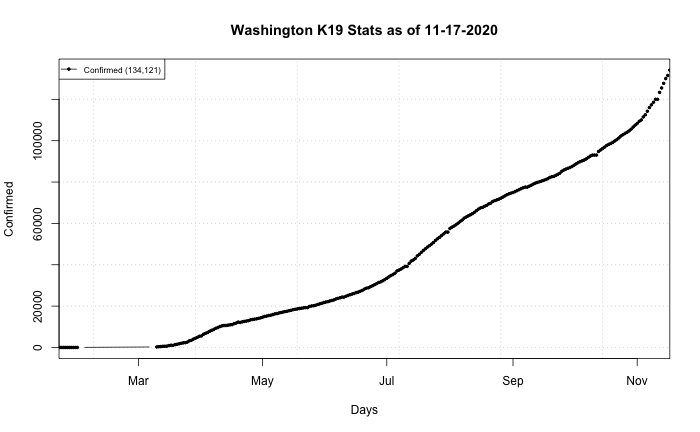 Washington K19 Stats as of 11-17-2020
Confirmed (134,121)
Confirmed
100000
60000
20000
0
Mar May Jul Sep Nov
Days